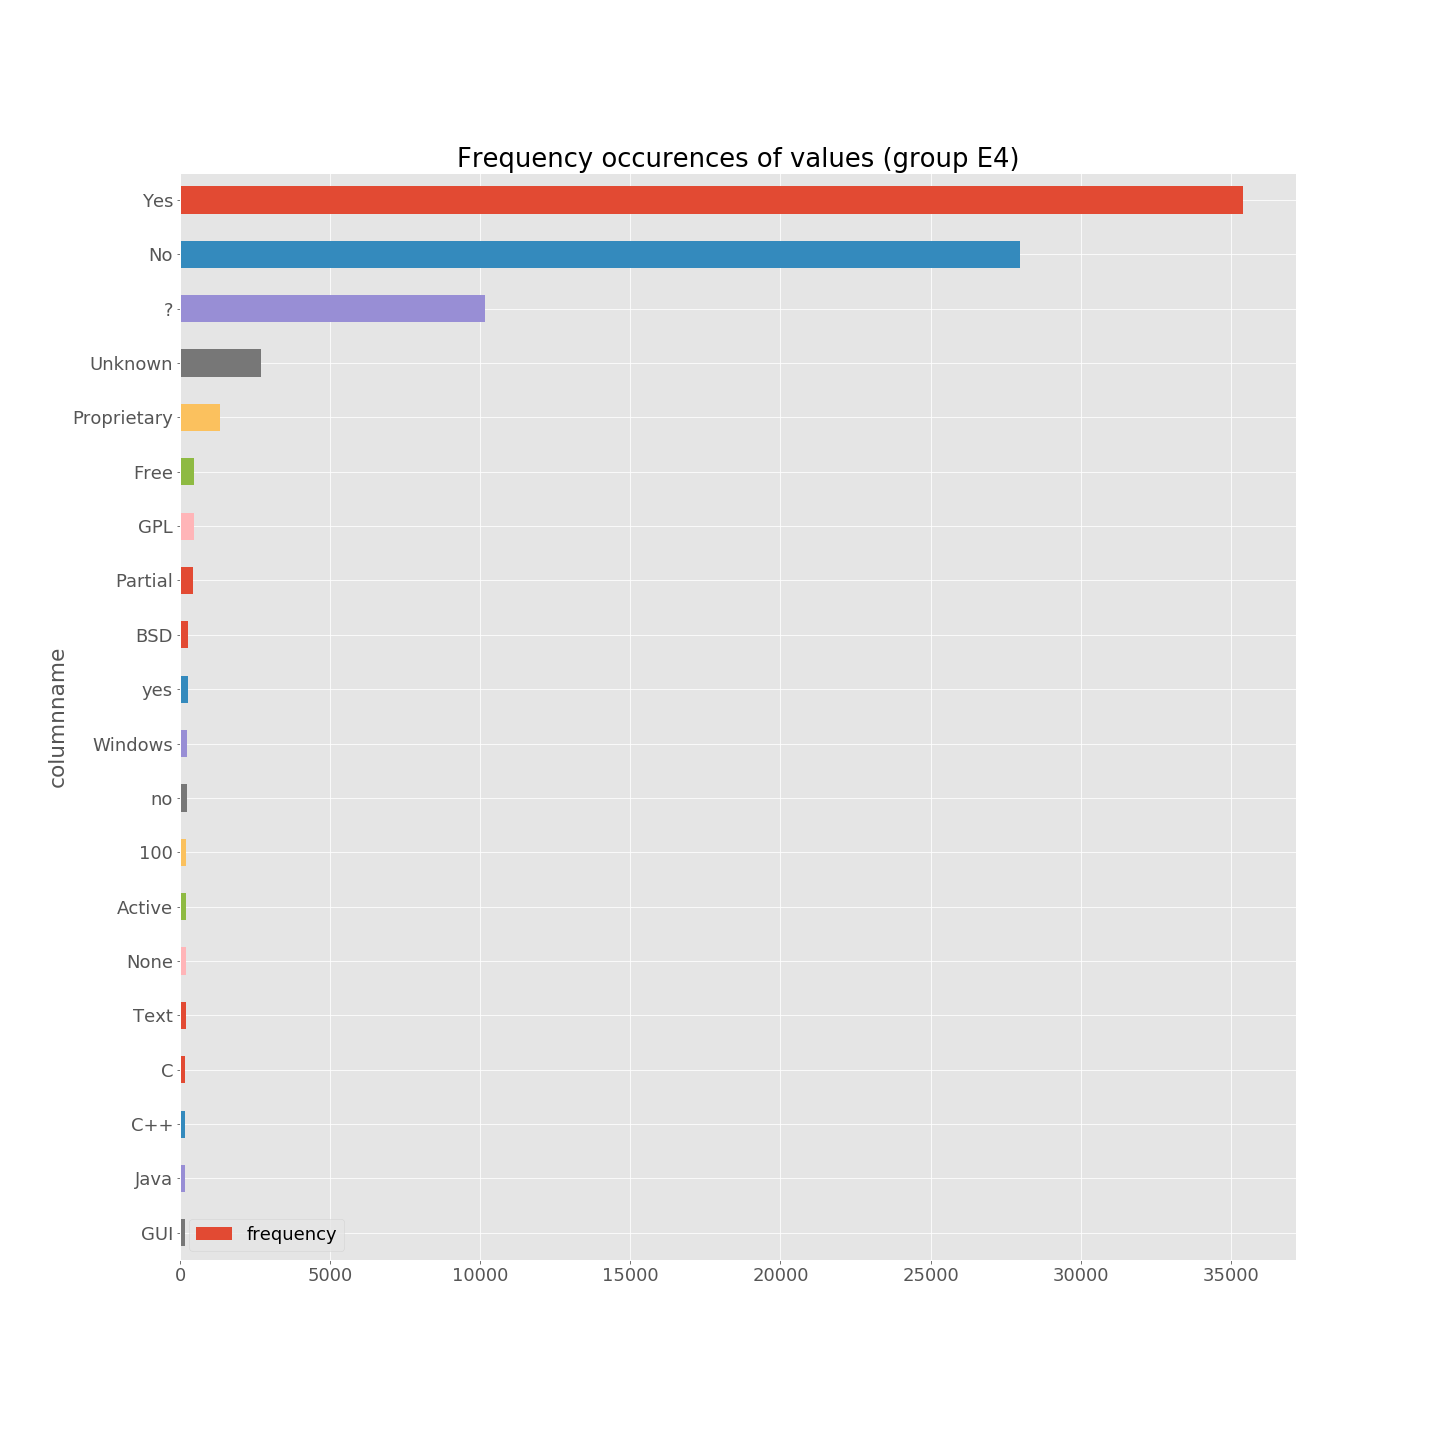 Frequency occurences of values (group E4)
Yes
No
?
Unknown
Proprietary
Free
GPL
Partial
BSD
yes
Windows
no
100
Active
None
Text
C
C++
Java
GUI
columnname
frequency
0 5000 10000 15000 20000 25000 30000 35000